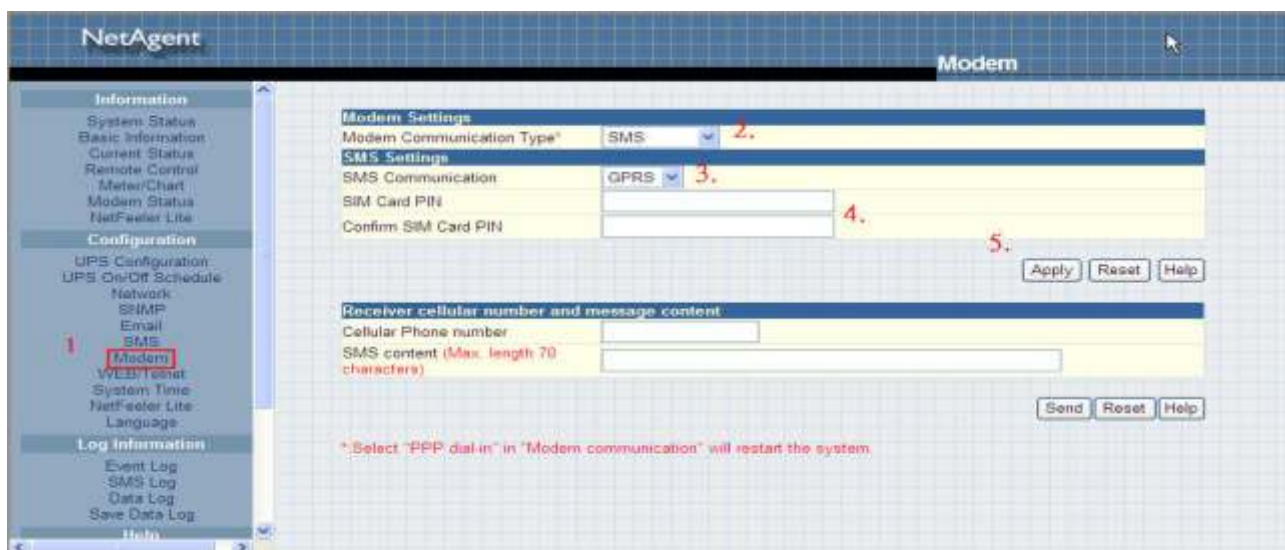 NetAgent
Modem
Information
System Status
Basic Information
Current Status
Remote Control
Meter/Chart
Modem Status
NetFeeler Lite
Configuration
UPS Configuration
UPS On/Off Schedule
Network
SNMP
Email
SMS
1
Modem
WEB/Telnet
System Time
NetFeeler Lite
Language
Log Information
Event Log
SMS Log
Data Log
Save Data Log
Help
Modem Settings
Modem Communication Type* SMS 2.
SMS Settings
SMS Communication GPRS 3.
SIM Card PIN
Confirm SIM Card PIN
4.
5.
Apply Reset Help
Receiver cellular number and message content
Cellular Phone number
SMS content (Max. length 70
characters)
Send Reset Help
* Select "PPP dial-in" in "Modem communication" will restart the system.